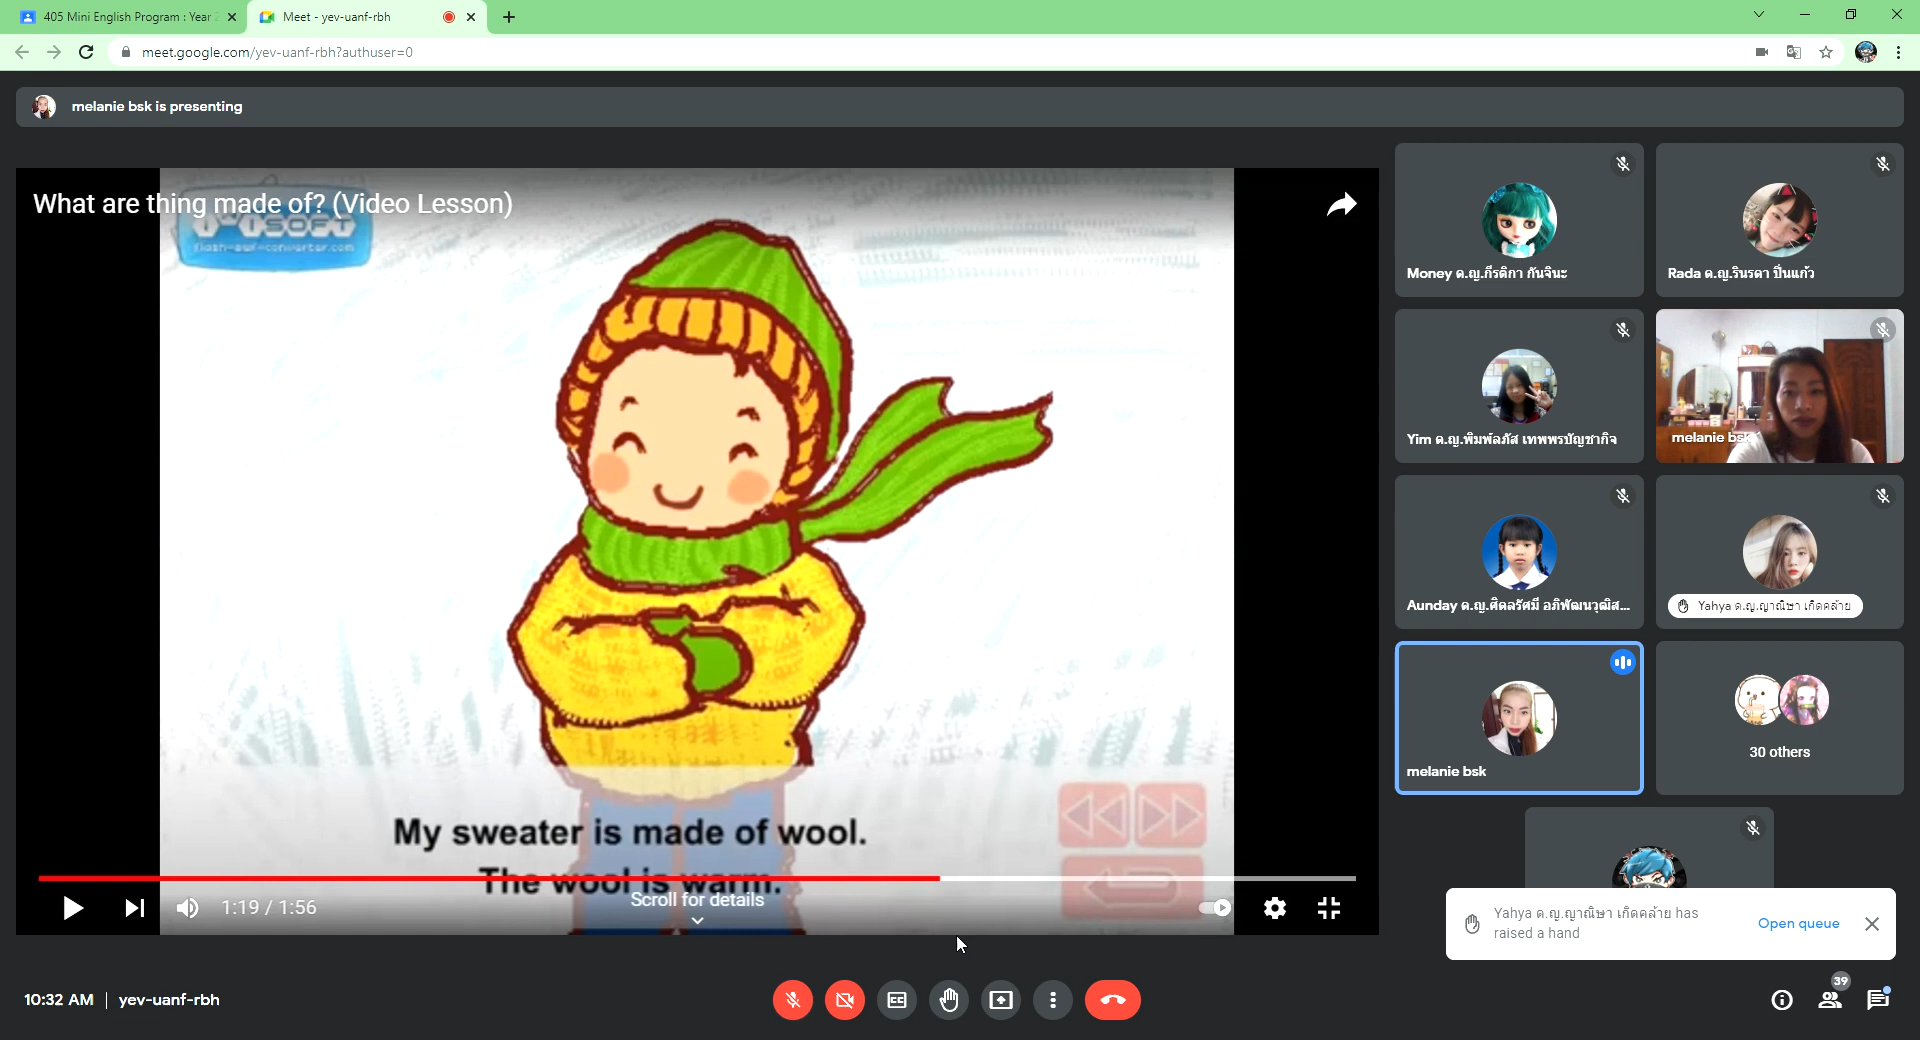 405 Mini English Program : Year 2
Meet - yev-uanf-rbh
meet.google.com/yev-uanf-rbh?authuser=0
melanie bsk is presenting
What are thing made of? (Video Lesson)
iWiSOFT
flash-swf-converter.com
My sweater is made of wool.
The wool is warm.
Scroll for details
1:19 / 1:56
Money ด.ญ.กีรติกา กันจินะ
Rada ด.ญ.รินรดา ปิ่นแก้ว
Yim ด.ญ.พิมพ์ลภัส เทพพรบัญชากิจ
melanie bsk
Aunday ด.ญ.ศิดลรัศมิ์ อภิพัฒนวุฒิส...
Yahya ด.ญ.ญาณิษา เกิดคล้าย
melanie bsk
30 others
Yahya ด.ญ.ญาณิษา เกิดคล้าย has
raised a hand
Open queue
10:32 AM | yev-uanf-rbh
39